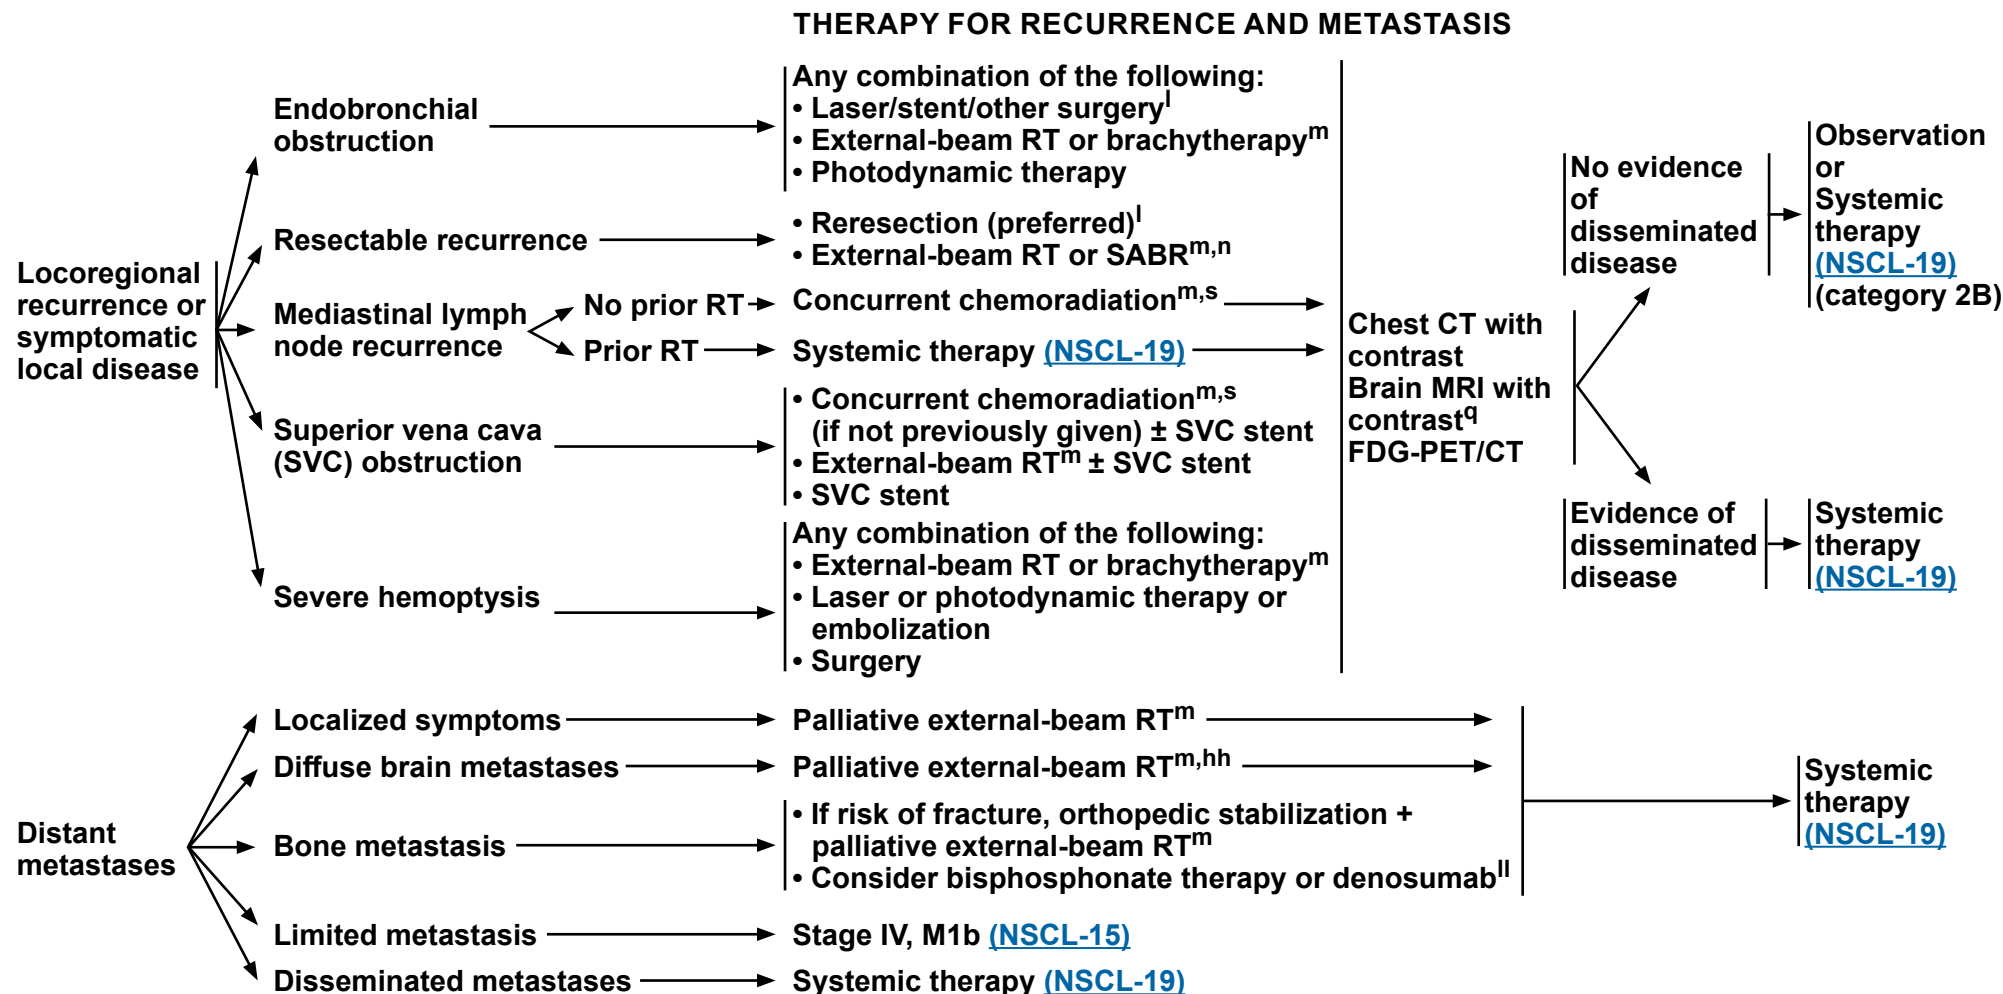 THERAPY FOR RECURRENCE AND METASTASIS
Locoregional
recurrence or
symptomatic
local disease
Endobronchial
obstruction
Any combination of the following:
• Laser/stent/other surgeryl
• External-beam RT or brachytherapym
• Photodynamic therapy
Resectable recurrence
• Reresection (preferred)l
• External-beam RT or SABRm,n
Mediastinal lymph
node recurrence
No prior RT
Concurrent chemoradiationm,s
Prior RT
Systemic therapy (NSCL-19)
Superior vena cava
(SVC) obstruction
• Concurrent chemoradiationm,s
(if not previously given) ± SVC stent
• External-beam RTm ± SVC stent
• SVC stent
Severe hemoptysis
Any combination of the following:
• External-beam RT or brachytherapym
• Laser or photodynamic therapy or
embolization
• Surgery
Chest CT with
contrast
Brain MRI with
contrastq
FDG-PET/CT
No evidence
of
disseminated
disease
Observation
or
Systemic
therapy
(NSCL-19)
(category 2B)
Evidence of
disseminated
disease
Systemic
therapy
(NSCL-19)
Distant
metastases
Localized symptoms
Palliative external-beam RTm
Diffuse brain metastases
Palliative external-beam RTm,hh
Bone metastasis
• If risk of fracture, orthopedic stabilization +
palliative external-beam RTm
• Consider bisphosphonate therapy or denosumabll
Systemic
therapy
(NSCL-19)
Limited metastasis
Stage IV, M1b (NSCL-15)
Disseminated metastases
Systemic therapy (NSCL-19)